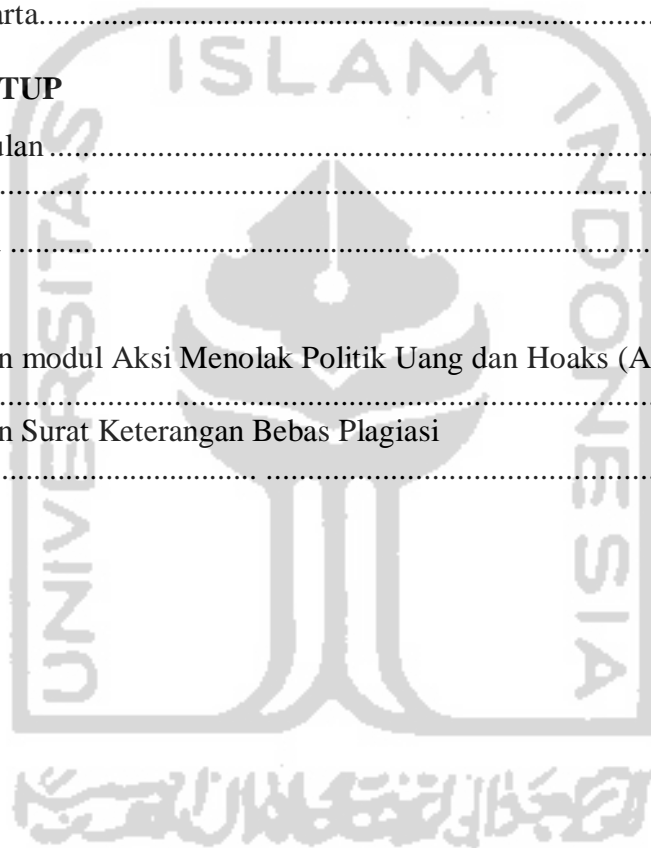 arta....................................................................................
ISLAM
TUP
ulan....................................................................................
....................................................................................
....................................................................................
n modul Aksi Menolak Politik Uang dan Hoaks (A
....................................................................................
n Surat Keterangan Bebas Plagiasi
................................. ...................................................
UNIVERSITAS
INDONESIA